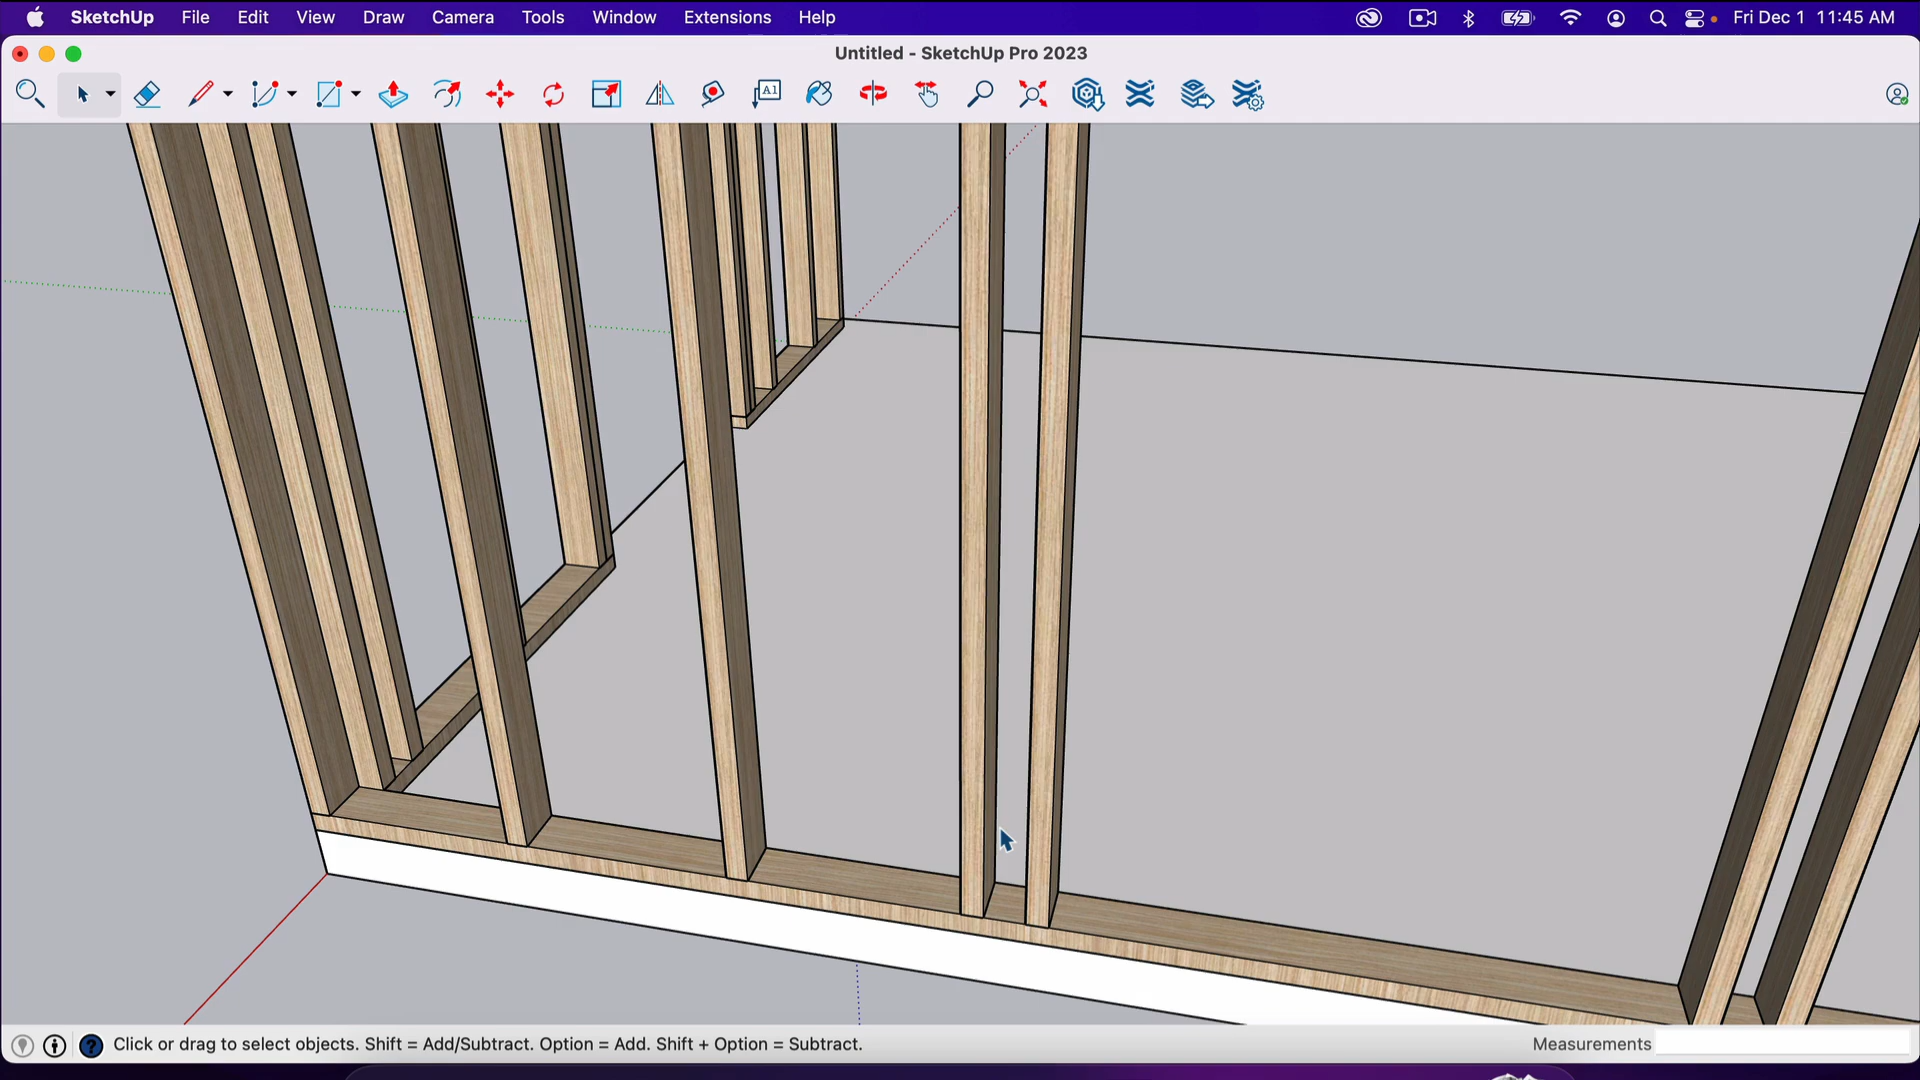 SketchUp File Edit View Draw Camera Tools Window Extensions Help Fri Dec 1 11:45 AM
Untitled - SketchUp Pro 2023
A1
Click or drag to select objects. Shift = Add/Subtract. Option = Add. Shift + Option = Subtract. Measurements